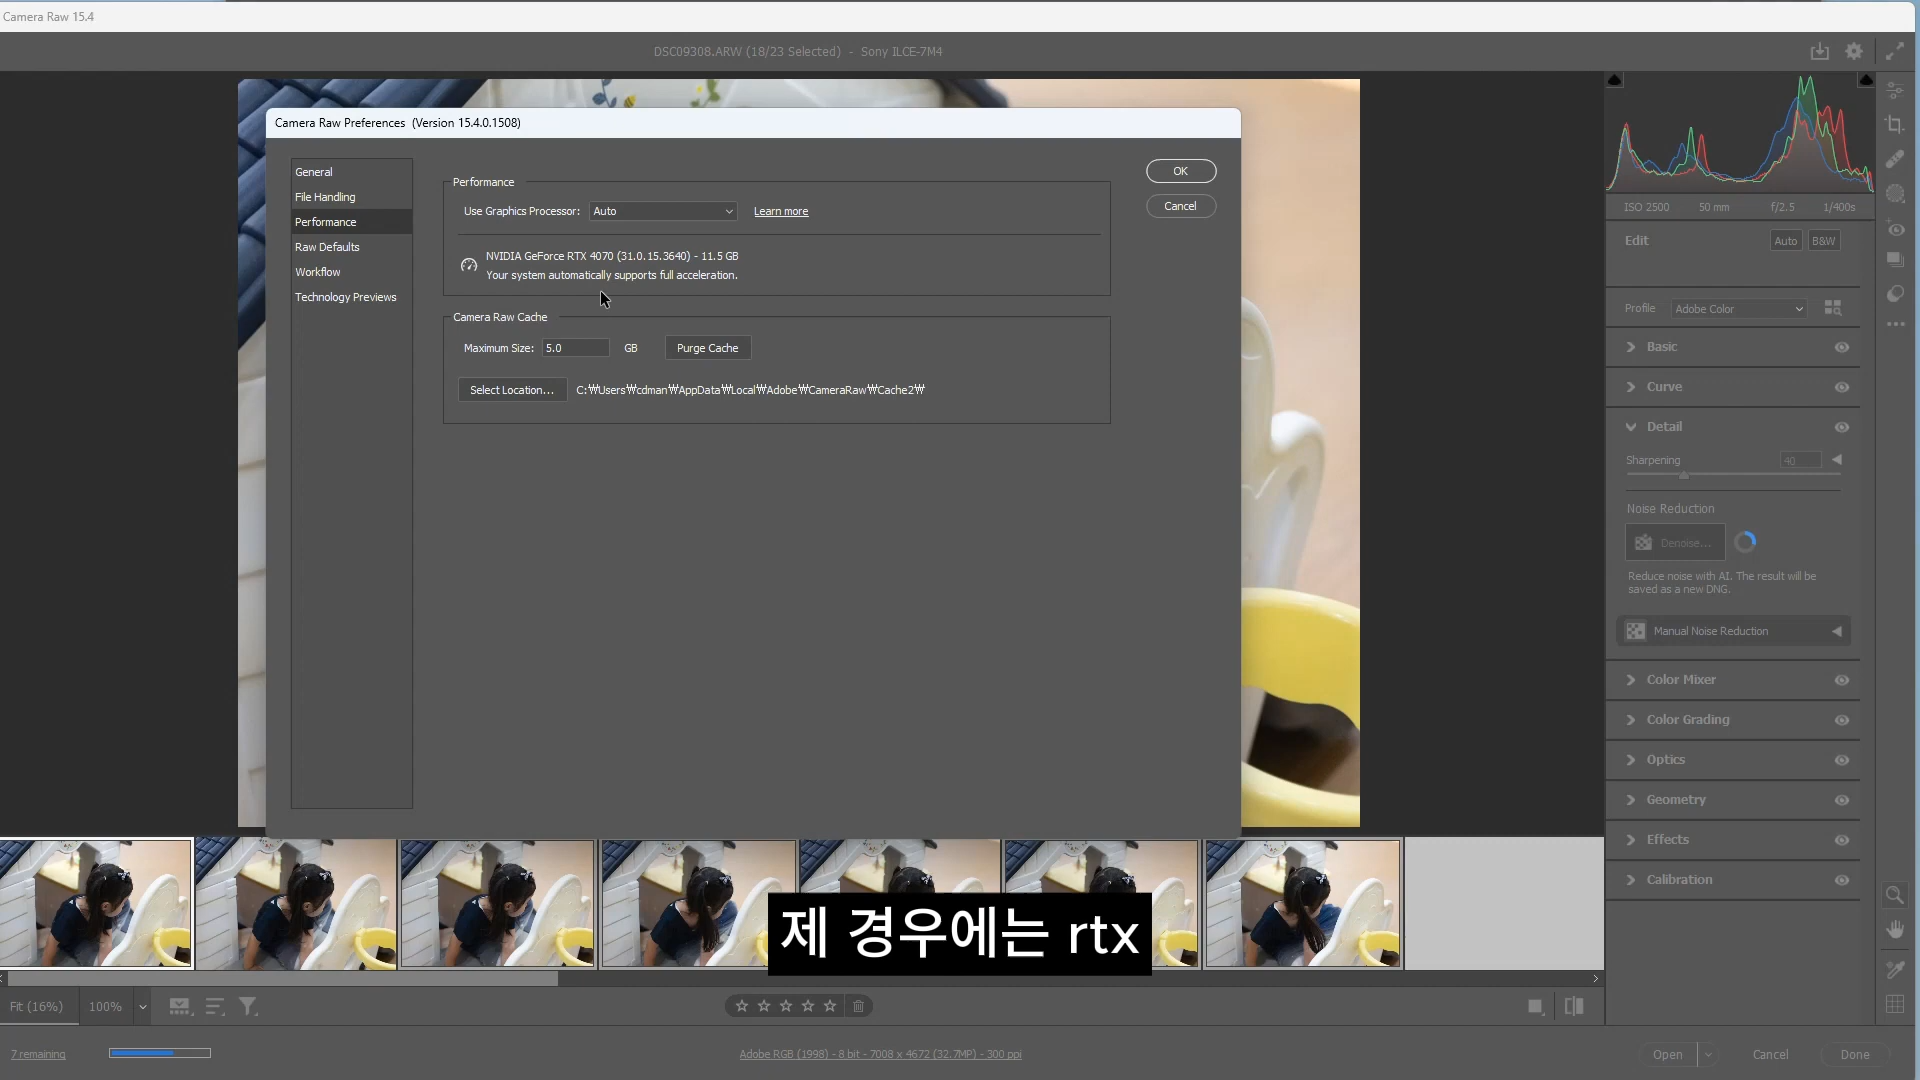 Camera Raw 15.4
DSC09308.ARW (18/23 Selected) - Sony ILCE-7M4
Camera Raw Preferences (Version 15.4.0.1508)
General
File Handling
Performance
Raw Defaults
Workflow
Technology Previews
Performance
Use Graphics Processor: Auto Learn more
NVIDIA GeForce RTX 4070 (31.0.15.3640) - 11.5 GB
Your system automatically supports full acceleration.
Camera Raw Cache
Maximum Size: 5.0 GB Purge Cache
Select Location... C:₩Users₩cdman₩AppData₩Local₩Adobe₩CameraRaw₩Cache2₩
OK
Cancel
ISO 2500 50 mm f/2.5 1/400s
Edit Auto B&W
Profile Adobe Color
Basic
Curve
Detail
Sharpening 40
Noise Reduction
Denoise...
Reduce noise with AI. The result will be
saved as a new DNG.
Manual Noise Reduction
Color Mixer
Color Grading
Optics
Geometry
Effects
Calibration
제 경우에는 rtx
Fit (16%) 100%
7 remaining
Adobe RGB (1998) - 8 bit - 7008 x 4672 (32.7MP) - 300 ppi
Open Cancel Done